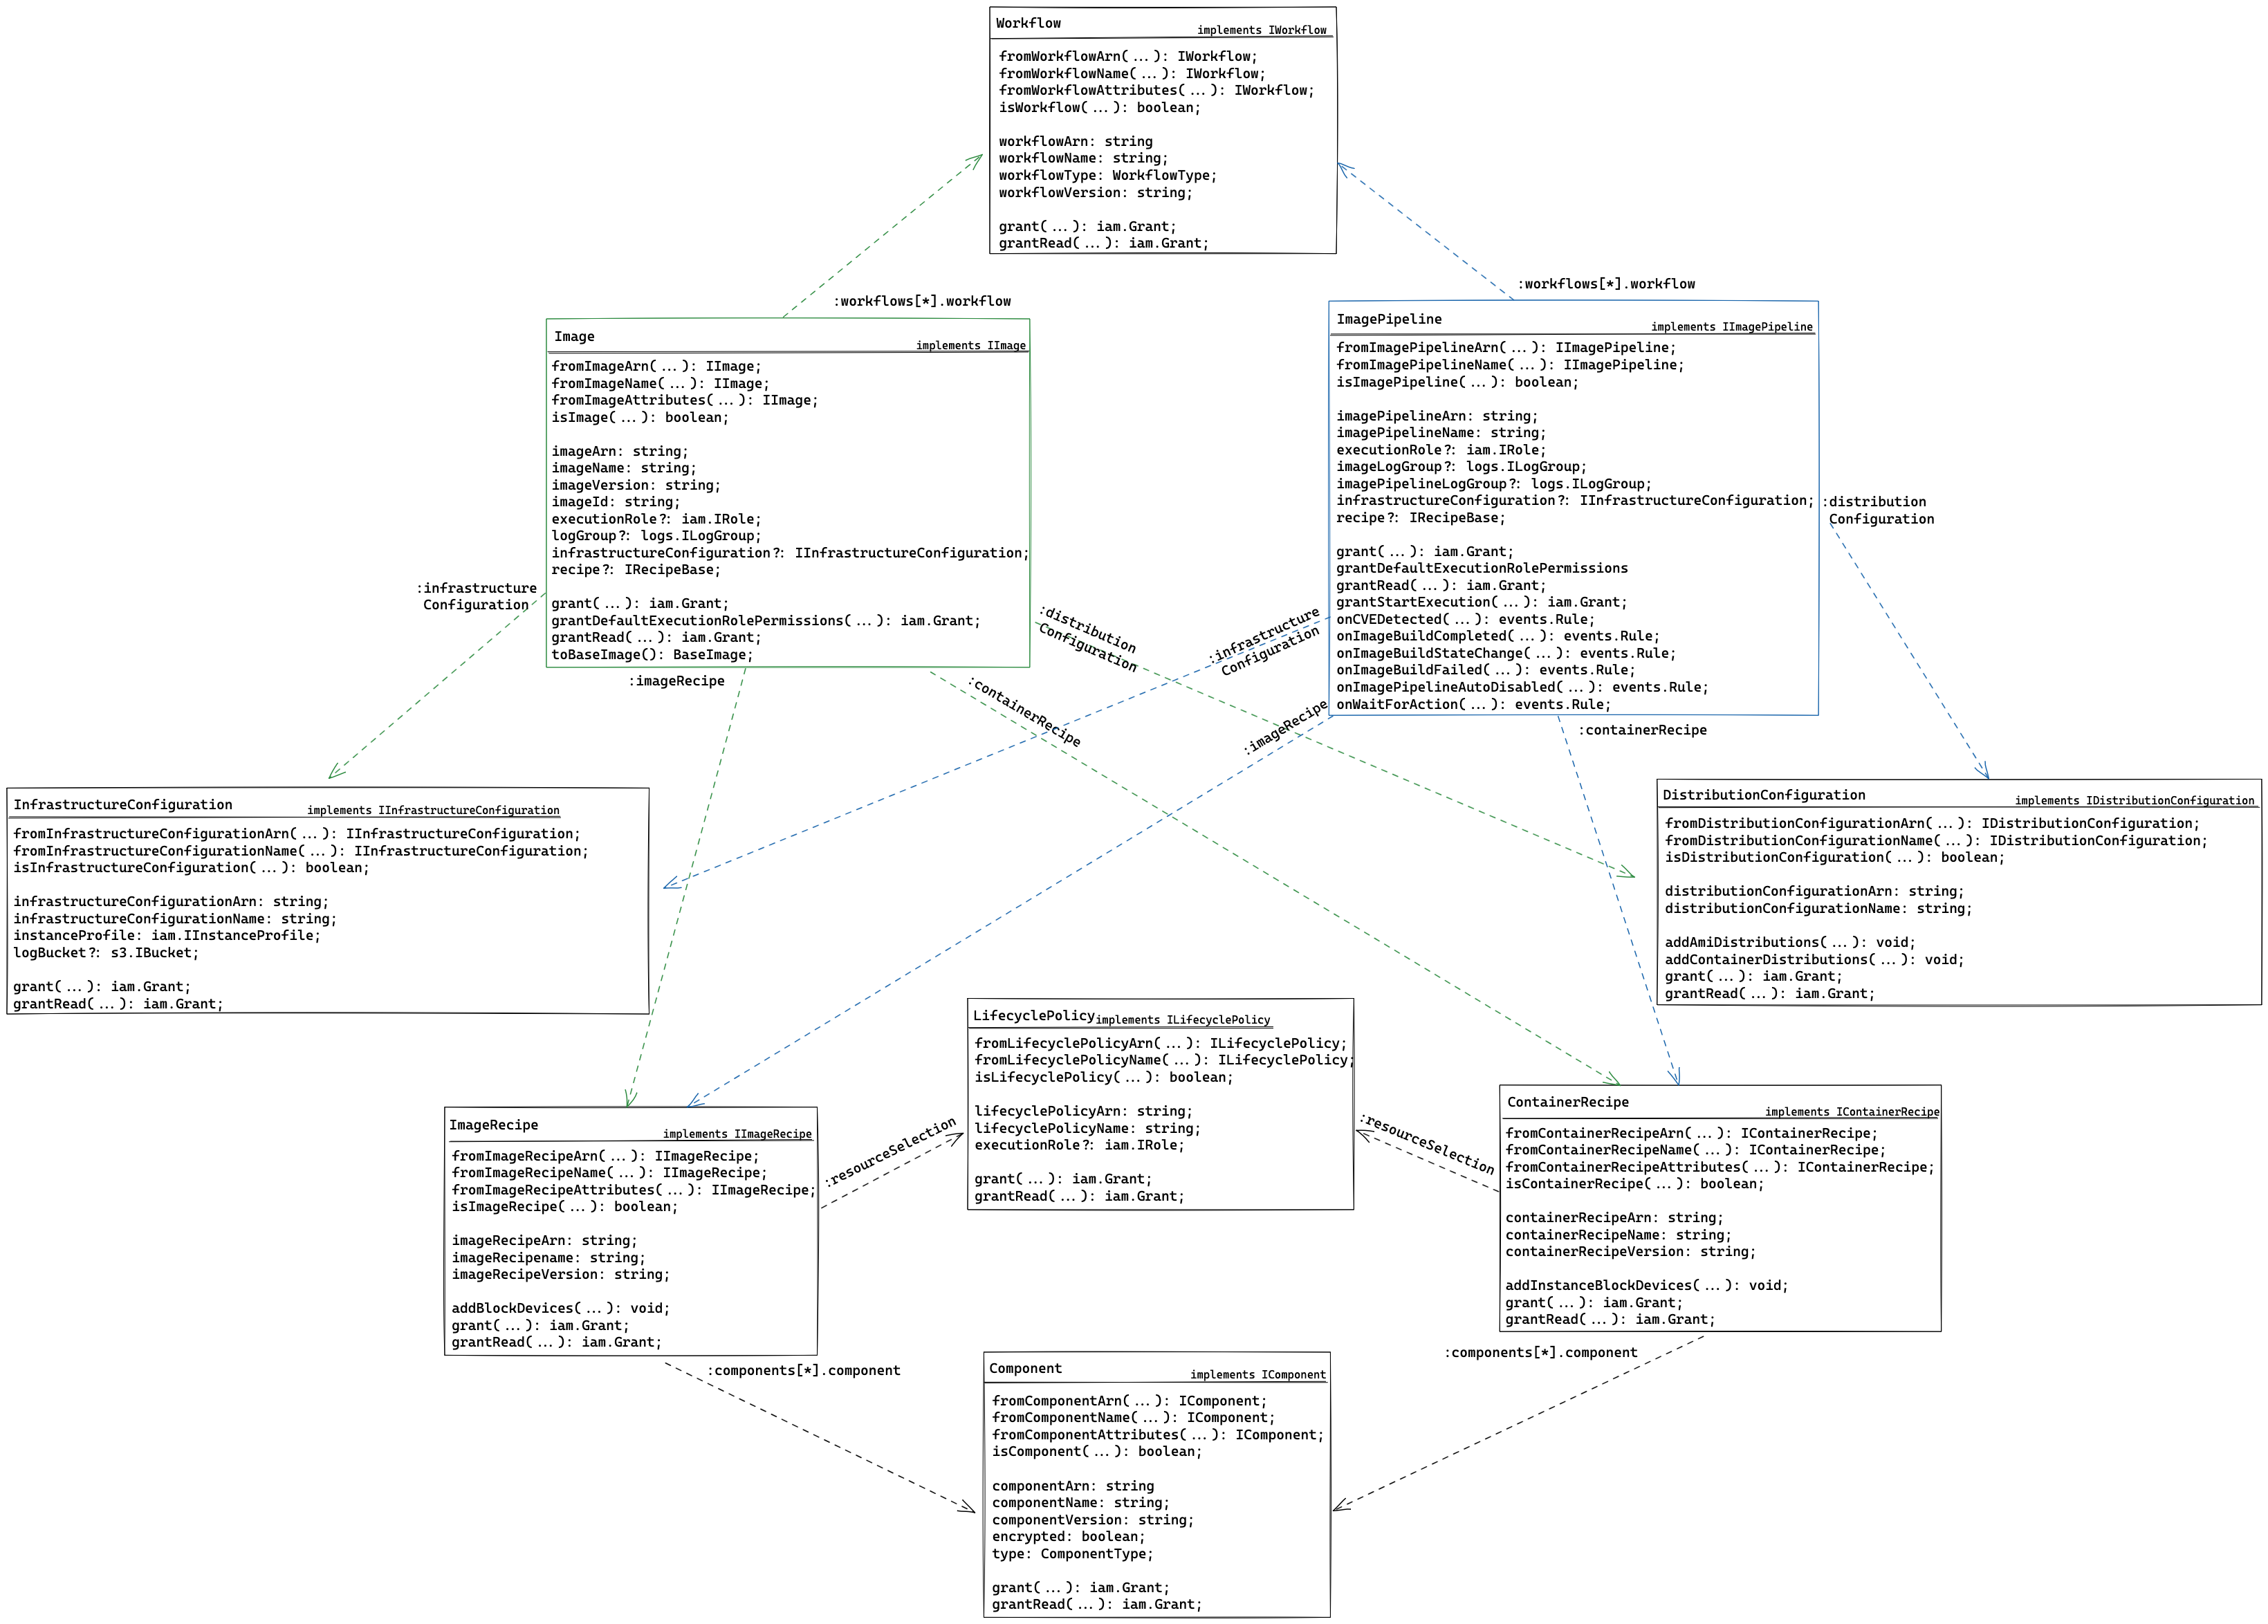 Workflow
implements IWorkflow
fromWorkflowArn(...): IWorkflow;
fromWorkflowName(...): IWorkflow;
fromWorkflowAttributes(...): IWorkflow;
isWorkflow(...): boolean;
workflowArn: string
workflowName: string;
workflowType: WorkflowType;
workflowVersion: string;
grant(...): iam.Grant;
grantRead(...): iam.Grant;
:workflows[*].workflow
:workflows[*].workflow
Image
implements IImage
fromImageArn(...): IImage;
fromImageName(...): IImage;
fromImageAttributes(...): IImage;
isImage(...): boolean;
imageArn: string;
imageName: string;
imageVersion: string;
imageId: string;
executionRole?: iam.IRole;
logGroup?: logs.ILogGroup;
infrastructureConfiguration?: IInfrastructureConfiguration;
recipe?: IRecipeBase;
grant(...): iam.Grant;
grantDefaultExecutionRolePermissions(...): iam.Grant;
grantRead(...): iam.Grant;
toBaseImage(): BaseImage;
ImagePipeline
implements IImagePipeline
fromImagePipelineArn(...): IImagePipeline;
fromImagePipelineName(...): IImagePipeline;
isImagePipeline(...): boolean;
imagePipelineArn: string;
imagePipelineName: string;
executionRole?: iam.IRole;
imageLogGroup?: logs.ILogGroup;
imagePipelineLogGroup?: logs.ILogGroup;
infrastructureConfiguration?: IInfrastructureConfiguration;
recipe?: IRecipeBase;
grant(...): iam.Grant;
grantDefaultExecutionRolePermissions
grantRead(...): iam.Grant;
grantStartExecution(...): iam.Grant;
onCVEDetected(...): events.Rule;
onImageBuildCompleted(...): events.Rule;
onImageBuildStateChange(...): events.Rule;
onImageBuildFailed(...): events.Rule;
onImagePipelineAutoDisabled(...): events.Rule;
onWaitForAction(...): events.Rule;
:distribution
Configuration
:infrastructure
Configuration
:distribution
Configuration
:infrastructure
Configuration
:imageRecipe
:containerRecipe
:imageRecipe
:containerRecipe
InfrastructureConfiguration
implements IInfrastructureConfiguration
fromInfrastructureConfigurationArn(...): IInfrastructureConfiguration;
fromInfrastructureConfigurationName(...): IInfrastructureConfiguration;
isInfrastructureConfiguration(...): boolean;
infrastructureConfigurationArn: string;
infrastructureConfigurationName: string;
instanceProfile: iam.IInstanceProfile;
logBucket?: s3.IBucket;
grant(...): iam.Grant;
grantRead(...): iam.Grant;
DistributionConfiguration
implements IDistributionConfiguration
fromDistributionConfigurationArn(...): IDistributionConfiguration;
fromDistributionConfigurationName(...): IDistributionConfiguration;
isDistributionConfiguration(...): boolean;
distributionConfigurationArn: string;
distributionConfigurationName: string;
addAmiDistributions(...): void;
addContainerDistributions(...): void;
grant(...): iam.Grant;
grantRead(...): iam.Grant;
LifecyclePolicy
implements ILifecyclePolicy
fromLifecyclePolicyArn(...): ILifecyclePolicy;
fromLifecyclePolicyName(...): ILifecyclePolicy;
isLifecyclePolicy(...): boolean;
lifecyclePolicyArn: string;
lifecyclePolicyName: string;
executionRole?: iam.IRole;
grant(...): iam.Grant;
grantRead(...): iam.Grant;
:resourceSelection
:resourceSelection
ImageRecipe
implements IImageRecipe
fromImageRecipeArn(...): IImageRecipe;
fromImageRecipeName(...): IImageRecipe;
fromImageRecipeAttributes(...): IImageRecipe;
isImageRecipe(...): boolean;
imageRecipeArn: string;
imageRecipename: string;
imageRecipeVersion: string;
addBlockDevices(...): void;
grant(...): iam.Grant;
grantRead(...): iam.Grant;
ContainerRecipe
implements IContainerRecipe
fromContainerRecipeArn(...): IContainerRecipe;
fromContainerRecipeName(...): IContainerRecipe;
fromContainerRecipeAttributes(...): IContainerRecipe;
isContainerRecipe(...): boolean;
containerRecipeArn: string;
containerRecipeName: string;
containerRecipeVersion: string;
addInstanceBlockDevices(...): void;
grant(...): iam.Grant;
grantRead(...): iam.Grant;
:components[*].component
:components[*].component
Component
implements IComponent
fromComponentArn(...): IComponent;
fromComponentName(...): IComponent;
fromComponentAttributes(...): IComponent;
isComponent(...): boolean;
componentArn: string
componentName: string;
componentVersion: string;
encrypted: boolean;
type: ComponentType;
grant(...): iam.Grant;
grantRead(...): iam.Grant;